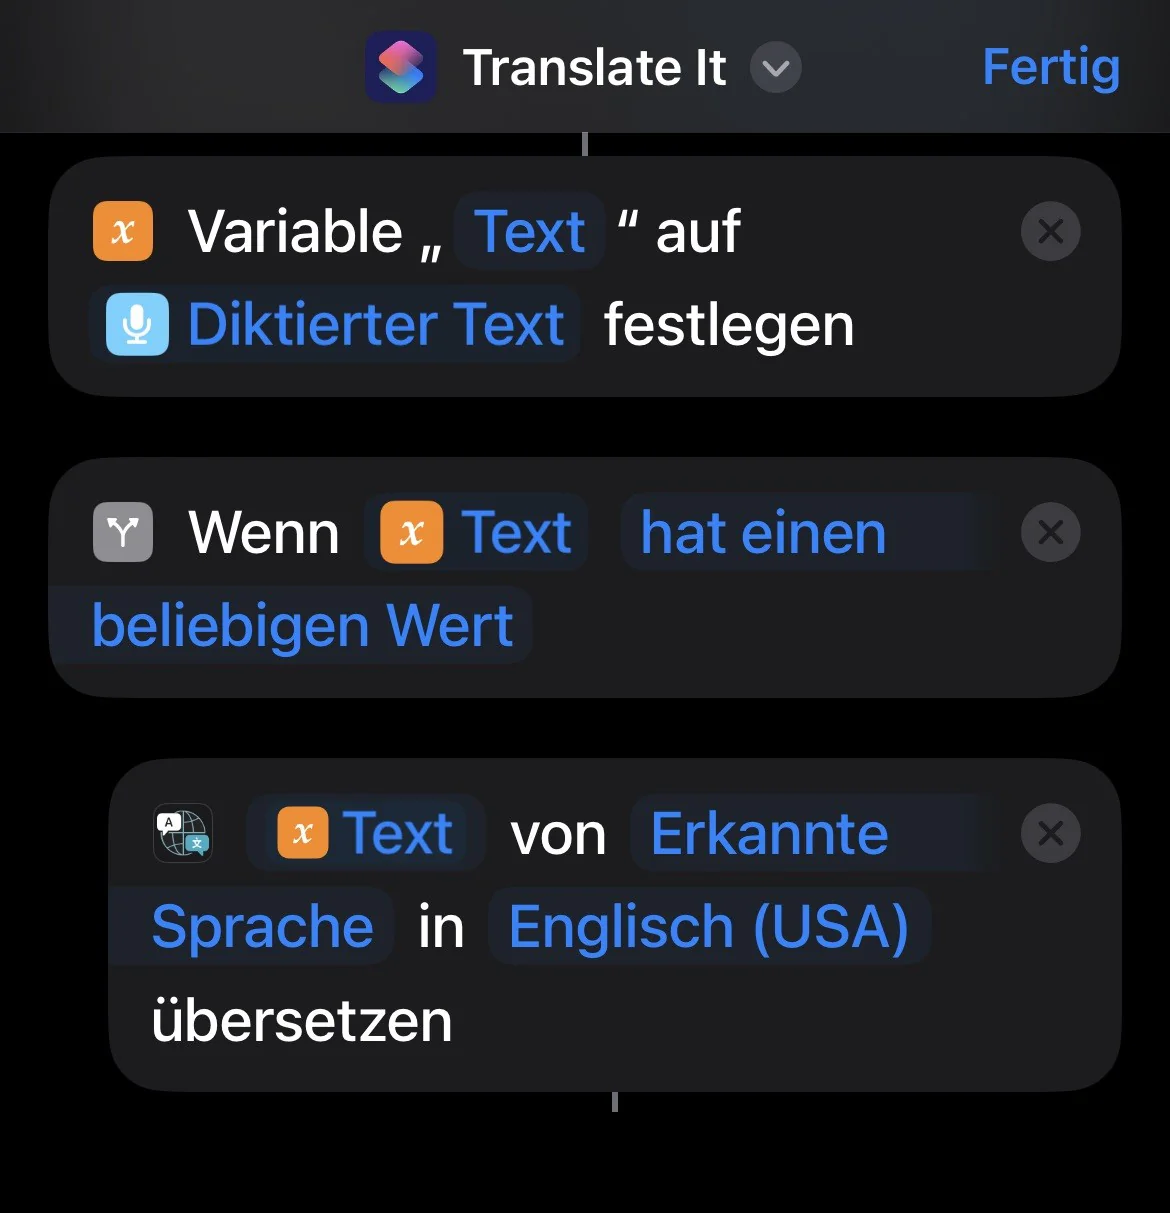 Translate It
Fertig
x Variable „ Text “ auf
Diktierter Text festlegen
Wenn x Text hat einen
beliebigen Wert
A 文 x Text von Erkannte
Sprache in Englisch (USA)
übersetzen